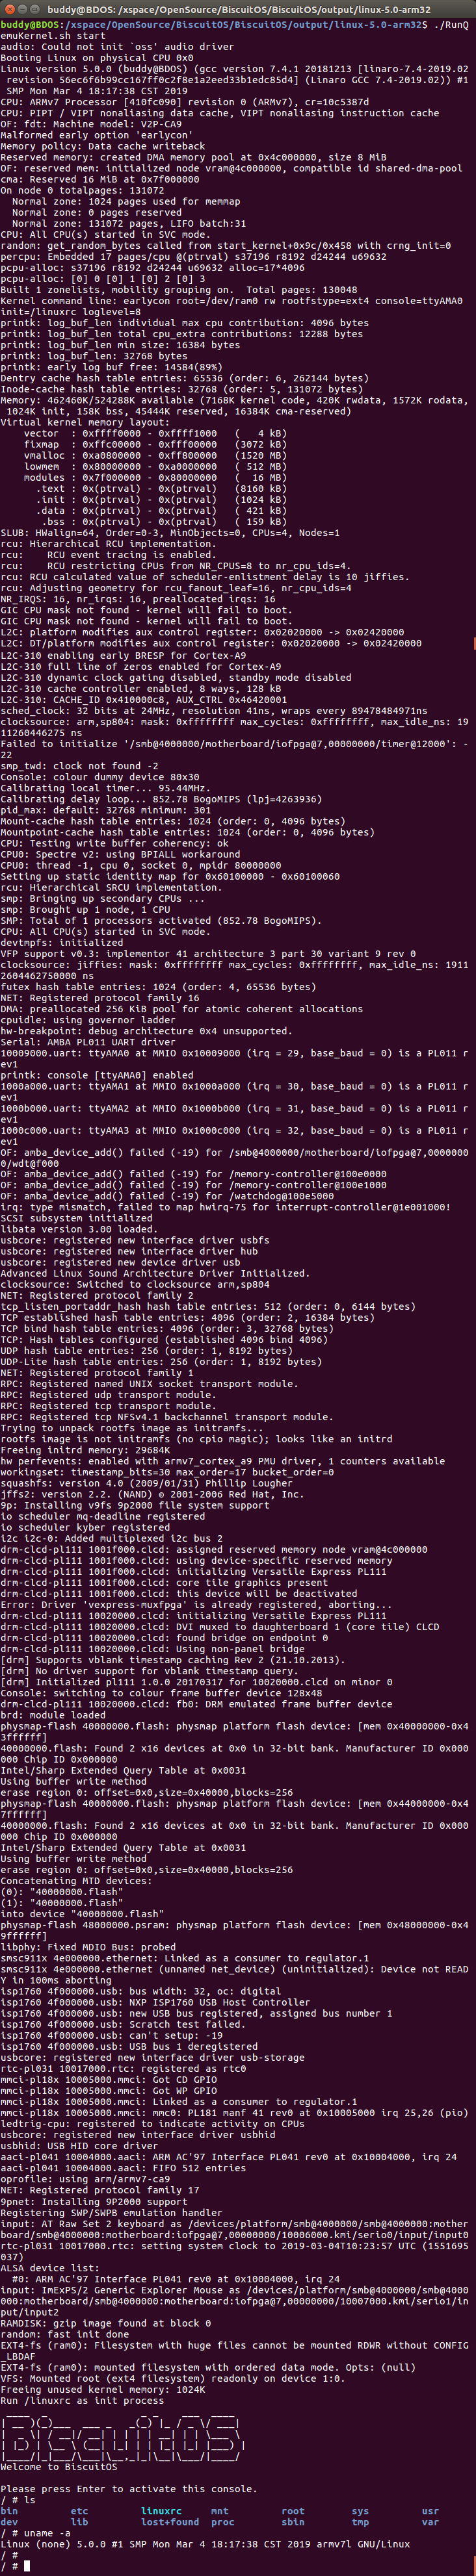 buddy@BDOS: /xspace/OpenSource/BiscuitOS/BiscuitOS/output/linux-5.0-arm32
buddy@BDOS:/xspace/OpenSource/BiscuitOS/BiscuitOS/output/linux-5.0-arm32$ ./RunQ
emuKernel.sh start
audio: Could not init `oss' audio driver
Booting Linux on physical CPU 0x0
Linux version 5.0.0 (buddy@BDOS) (gcc version 7.4.1 20181213 [linaro-7.4-2019.02
 revision 56ec6f6b99cc167ff0c2f8e1a2eed33b1edc85d4] (Linaro GCC 7.4-2019.02)) #1
 SMP Mon Mar 4 18:17:38 CST 2019
CPU: ARMv7 Processor [410fc090] revision 0 (ARMv7), cr=10c5387d
CPU: PIPT / VIPT nonaliasing data cache, VIPT nonaliasing instruction cache
OF: fdt: Machine model: V2P-CA9
Malformed early option 'earlycon'
Memory policy: Data cache writeback
Reserved memory: created DMA memory pool at 0x4c000000, size 8 MiB
OF: reserved mem: initialized node vram@4c000000, compatible id shared-dma-pool
cma: Reserved 16 MiB at 0x7f000000
On node 0 totalpages: 131072
  Normal zone: 1024 pages used for memmap
  Normal zone: 0 pages reserved
  Normal zone: 131072 pages, LIFO batch:31
CPU: All CPU(s) started in SVC mode.
random: get_random_bytes called from start_kernel+0x9c/0x458 with crng_init=0
percpu: Embedded 17 pages/cpu @(ptrval) s37196 r8192 d24244 u69632
pcpu-alloc: s37196 r8192 d24244 u69632 alloc=17*4096
pcpu-alloc: [0] 0 [0] 1 [0] 2 [0] 3
Built 1 zonelists, mobility grouping on.  Total pages: 130048
Kernel command line: earlycon root=/dev/ram0 rw rootfstype=ext4 console=ttyAMA0
init=/linuxrc loglevel=8
printk: log_buf_len individual max cpu contribution: 4096 bytes
printk: log_buf_len total cpu_extra contributions: 12288 bytes
printk: log_buf_len min size: 16384 bytes
printk: log_buf_len: 32768 bytes
printk: early log buf free: 14584(89%)
Dentry cache hash table entries: 65536 (order: 6, 262144 bytes)
Inode-cache hash table entries: 32768 (order: 5, 131072 bytes)
Memory: 462460K/524288K available (7168K kernel code, 420K rwdata, 1572K rodata,
 1024K init, 158K bss, 45444K reserved, 16384K cma-reserved)
Virtual kernel memory layout:
    vector  : 0xffff0000 - 0xffff1000   (   4 kB)
    fixmap  : 0xffc00000 - 0xfff00000   (3072 kB)
    vmalloc : 0xa0800000 - 0xff800000   (1520 MB)
    lowmem  : 0x80000000 - 0xa0000000   ( 512 MB)
    modules : 0x7f000000 - 0x80000000   (  16 MB)
      .text : 0x(ptrval) - 0x(ptrval)   (8160 kB)
      .init : 0x(ptrval) - 0x(ptrval)   (1024 kB)
      .data : 0x(ptrval) - 0x(ptrval)   ( 421 kB)
       .bss : 0x(ptrval) - 0x(ptrval)   ( 159 kB)
SLUB: HWalign=64, Order=0-3, MinObjects=0, CPUs=4, Nodes=1
rcu: Hierarchical RCU implementation.
rcu:    RCU event tracing is enabled.
rcu:    RCU restricting CPUs from NR_CPUS=8 to nr_cpu_ids=4.
rcu: RCU calculated value of scheduler-enlistment delay is 10 jiffies.
rcu: Adjusting geometry for rcu_fanout_leaf=16, nr_cpu_ids=4
NR_IRQS: 16, nr_irqs: 16, preallocated irqs: 16
GIC CPU mask not found - kernel will fail to boot.
GIC CPU mask not found - kernel will fail to boot.
L2C: platform modifies aux control register: 0x02020000 -> 0x02420000
L2C: DT/platform modifies aux control register: 0x02020000 -> 0x02420000
L2C-310 enabling early BRESP for Cortex-A9
L2C-310 full line of zeros enabled for Cortex-A9
L2C-310 dynamic clock gating disabled, standby mode disabled
L2C-310 cache controller enabled, 8 ways, 128 kB
L2C-310: CACHE_ID 0x410000c8, AUX_CTRL 0x46420001
sched_clock: 32 bits at 24MHz, resolution 41ns, wraps every 89478484971ns
clocksource: arm,sp804: mask: 0xffffffff max_cycles: 0xffffffff, max_idle_ns: 19
11260446275 ns
Failed to initialize '/smb@4000000/motherboard/iofpga@7,00000000/timer@12000': -
22
smp_twd: clock not found -2
Console: colour dummy device 80x30
Calibrating local timer... 95.44MHz.
Calibrating delay loop... 852.78 BogoMIPS (lpj=4263936)
pid_max: default: 32768 minimum: 301
Mount-cache hash table entries: 1024 (order: 0, 4096 bytes)
Mountpoint-cache hash table entries: 1024 (order: 0, 4096 bytes)
CPU: Testing write buffer coherency: ok
CPU0: Spectre v2: using BPIALL workaround
CPU0: thread -1, cpu 0, socket 0, mpidr 80000000
Setting up static identity map for 0x60100000 - 0x60100060
rcu: Hierarchical SRCU implementation.
smp: Bringing up secondary CPUs ...
smp: Brought up 1 node, 1 CPU
SMP: Total of 1 processors activated (852.78 BogoMIPS).
CPU: All CPU(s) started in SVC mode.
devtmpfs: initialized
VFP support v0.3: implementor 41 architecture 3 part 30 variant 9 rev 0
clocksource: jiffies: mask: 0xffffffff max_cycles: 0xffffffff, max_idle_ns: 1911
2604462750000 ns
futex hash table entries: 1024 (order: 4, 65536 bytes)
NET: Registered protocol family 16
DMA: preallocated 256 KiB pool for atomic coherent allocations
cpuidle: using governor ladder
hw-breakpoint: debug architecture 0x4 unsupported.
Serial: AMBA PL011 UART driver
10009000.uart: ttyAMA0 at MMIO 0x10009000 (irq = 29, base_baud = 0) is a PL011 r
ev1
printk: console [ttyAMA0] enabled
1000a000.uart: ttyAMA1 at MMIO 0x1000a000 (irq = 30, base_baud = 0) is a PL011 r
ev1
1000b000.uart: ttyAMA2 at MMIO 0x1000b000 (irq = 31, base_baud = 0) is a PL011 r
ev1
1000c000.uart: ttyAMA3 at MMIO 0x1000c000 (irq = 32, base_baud = 0) is a PL011 r
ev1
OF: amba_device_add() failed (-19) for /smb@4000000/motherboard/iofpga@7,0000000
0/wdt@f000
OF: amba_device_add() failed (-19) for /memory-controller@100e0000
OF: amba_device_add() failed (-19) for /memory-controller@100e1000
OF: amba_device_add() failed (-19) for /watchdog@100e5000
irq: type mismatch, failed to map hwirq-75 for interrupt-controller@1e001000!
SCSI subsystem initialized
libata version 3.00 loaded.
usbcore: registered new interface driver usbfs
usbcore: registered new interface driver hub
usbcore: registered new device driver usb
Advanced Linux Sound Architecture Driver Initialized.
clocksource: Switched to clocksource arm,sp804
NET: Registered protocol family 2
tcp_listen_portaddr_hash hash table entries: 512 (order: 0, 6144 bytes)
TCP established hash table entries: 4096 (order: 2, 16384 bytes)
TCP bind hash table entries: 4096 (order: 3, 32768 bytes)
TCP: Hash tables configured (established 4096 bind 4096)
UDP hash table entries: 256 (order: 1, 8192 bytes)
UDP-Lite hash table entries: 256 (order: 1, 8192 bytes)
NET: Registered protocol family 1
RPC: Registered named UNIX socket transport module.
RPC: Registered udp transport module.
RPC: Registered tcp transport module.
RPC: Registered tcp NFSv4.1 backchannel transport module.
Trying to unpack rootfs image as initramfs...
rootfs image is not initramfs (no cpio magic); looks like an initrd
Freeing initrd memory: 29684K
hw perfevents: enabled with armv7_cortex_a9 PMU driver, 1 counters available
workingset: timestamp_bits=30 max_order=17 bucket_order=0
squashfs: version 4.0 (2009/01/31) Phillip Lougher
jffs2: version 2.2. (NAND) © 2001-2006 Red Hat, Inc.
9p: Installing v9fs 9p2000 file system support
io scheduler mq-deadline registered
io scheduler kyber registered
i2c i2c-0: Added multiplexed i2c bus 2
drm-clcd-pl111 1001f000.clcd: assigned reserved memory node vram@4c000000
drm-clcd-pl111 1001f000.clcd: using device-specific reserved memory
drm-clcd-pl111 1001f000.clcd: initializing Versatile Express PL111
drm-clcd-pl111 1001f000.clcd: core tile graphics present
drm-clcd-pl111 1001f000.clcd: this device will be deactivated
Error: Driver 'vexpress-muxfpga' is already registered, aborting...
drm-clcd-pl111 10020000.clcd: initializing Versatile Express PL111
drm-clcd-pl111 10020000.clcd: DVI muxed to daughterboard 1 (core tile) CLCD
drm-clcd-pl111 10020000.clcd: found bridge on endpoint 0
drm-clcd-pl111 10020000.clcd: Using non-panel bridge
[drm] Supports vblank timestamp caching Rev 2 (21.10.2013).
[drm] No driver support for vblank timestamp query.
[drm] Initialized pl111 1.0.0 20170317 for 10020000.clcd on minor 0
Console: switching to colour frame buffer device 128x48
drm-clcd-pl111 10020000.clcd: fb0: DRM emulated frame buffer device
brd: module loaded
physmap-flash 40000000.flash: physmap platform flash device: [mem 0x40000000-0x4
3ffffff]
40000000.flash: Found 2 x16 devices at 0x0 in 32-bit bank. Manufacturer ID 0x000
000 Chip ID 0x000000
Intel/Sharp Extended Query Table at 0x0031
Using buffer write method
erase region 0: offset=0x0,size=0x40000,blocks=256
physmap-flash 40000000.flash: physmap platform flash device: [mem 0x44000000-0x4
7ffffff]
40000000.flash: Found 2 x16 devices at 0x0 in 32-bit bank. Manufacturer ID 0x000
000 Chip ID 0x000000
Intel/Sharp Extended Query Table at 0x0031
Using buffer write method
erase region 0: offset=0x0,size=0x40000,blocks=256
Concatenating MTD devices:
(0): "40000000.flash"
(1): "40000000.flash"
into device "40000000.flash"
physmap-flash 48000000.psram: physmap platform flash device: [mem 0x48000000-0x4
9ffffff]
libphy: Fixed MDIO Bus: probed
smsc911x 4e000000.ethernet: Linked as a consumer to regulator.1
smsc911x 4e000000.ethernet (unnamed net_device) (uninitialized): Device not READ
Y in 100ms aborting
isp1760 4f000000.usb: bus width: 32, oc: digital
isp1760 4f000000.usb: NXP ISP1760 USB Host Controller
isp1760 4f000000.usb: new USB bus registered, assigned bus number 1
isp1760 4f000000.usb: Scratch test failed.
isp1760 4f000000.usb: can't setup: -19
isp1760 4f000000.usb: USB bus 1 deregistered
usbcore: registered new interface driver usb-storage
rtc-pl031 10017000.rtc: registered as rtc0
mmci-pl18x 10005000.mmci: Got CD GPIO
mmci-pl18x 10005000.mmci: Got WP GPIO
mmci-pl18x 10005000.mmci: Linked as a consumer to regulator.1
mmci-pl18x 10005000.mmci: mmc0: PL181 manf 41 rev0 at 0x10005000 irq 25,26 (pio)
ledtrig-cpu: registered to indicate activity on CPUs
usbcore: registered new interface driver usbhid
usbhid: USB HID core driver
aaci-pl041 10004000.aaci: ARM AC'97 Interface PL041 rev0 at 0x10004000, irq 24
aaci-pl041 10004000.aaci: FIFO 512 entries
oprofile: using arm/armv7-ca9
NET: Registered protocol family 17
9pnet: Installing 9P2000 support
Registering SWP/SWPB emulation handler
input: AT Raw Set 2 keyboard as /devices/platform/smb@4000000/smb@4000000:mother
board/smb@4000000:motherboard:iofpga@7,00000000/10006000.kmi/serio0/input/input0
rtc-pl031 10017000.rtc: setting system clock to 2019-03-04T10:23:57 UTC (1551695
037)
ALSA device list:
  #0: ARM AC'97 Interface PL041 rev0 at 0x10004000, irq 24
input: ImExPS/2 Generic Explorer Mouse as /devices/platform/smb@4000000/smb@4000
000:motherboard/smb@4000000:motherboard:iofpga@7,00000000/10007000.kmi/serio1/in
put/input2
RAMDISK: gzip image found at block 0
random: fast init done
EXT4-fs (ram0): Filesystem with huge files cannot be mounted RDWR without CONFIG
_LBDAF
EXT4-fs (ram0): mounted filesystem with ordered data mode. Opts: (null)
VFS: Mounted root (ext4 filesystem) readonly on device 1:0.
Freeing unused kernel memory: 1024K
Run /linuxrc as init process
BiscuitOS
Welcome to BiscuitOS

Please press Enter to activate this console.
/ # ls
bin         etc         linuxrc     mnt         root        sys         usr
dev         lib         lost+found  proc        sbin        tmp         var
/ # uname -a
Linux (none) 5.0.0 #1 SMP Mon Mar 4 18:17:38 CST 2019 armv7l GNU/Linux
/ #
/ #